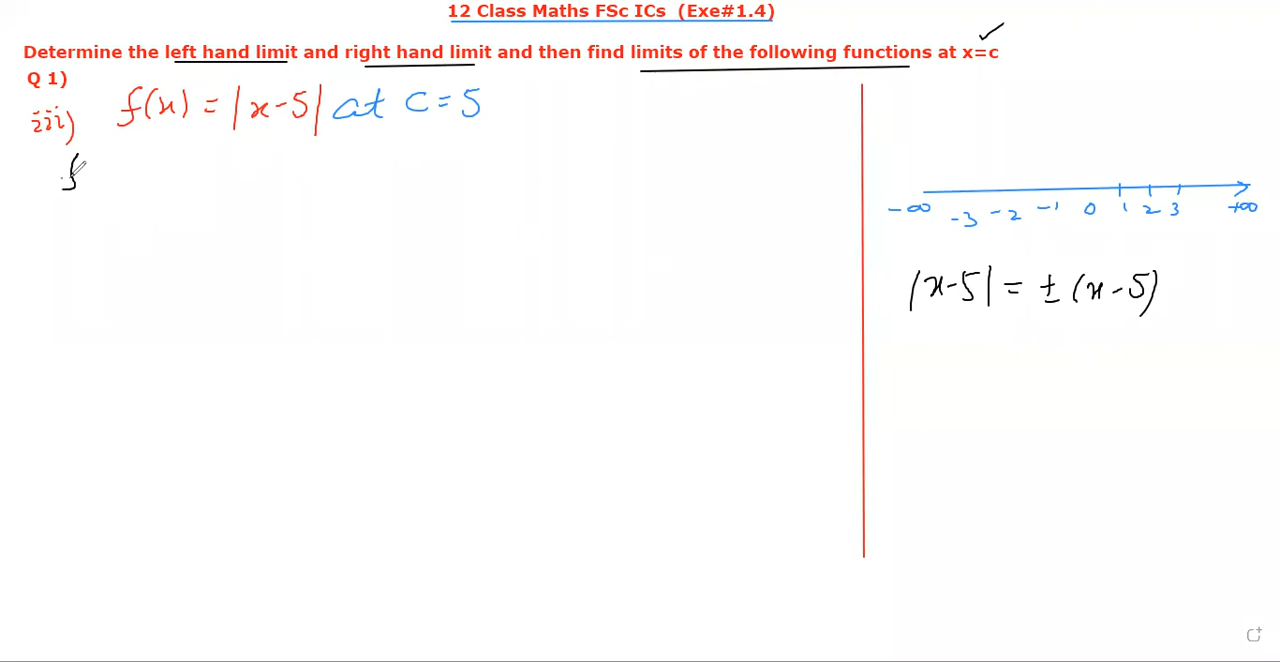 12 Class Maths FSc ICs (Exe#1.4)
Determine the left hand limit and right hand limit and then find limits of the following functions at x=c
Q 1)
iii) f(x) = |x-5| at c = 5
f
-∞ -3 -2 -1 0 1 2 3 +∞
|x-5| = ± (x-5)